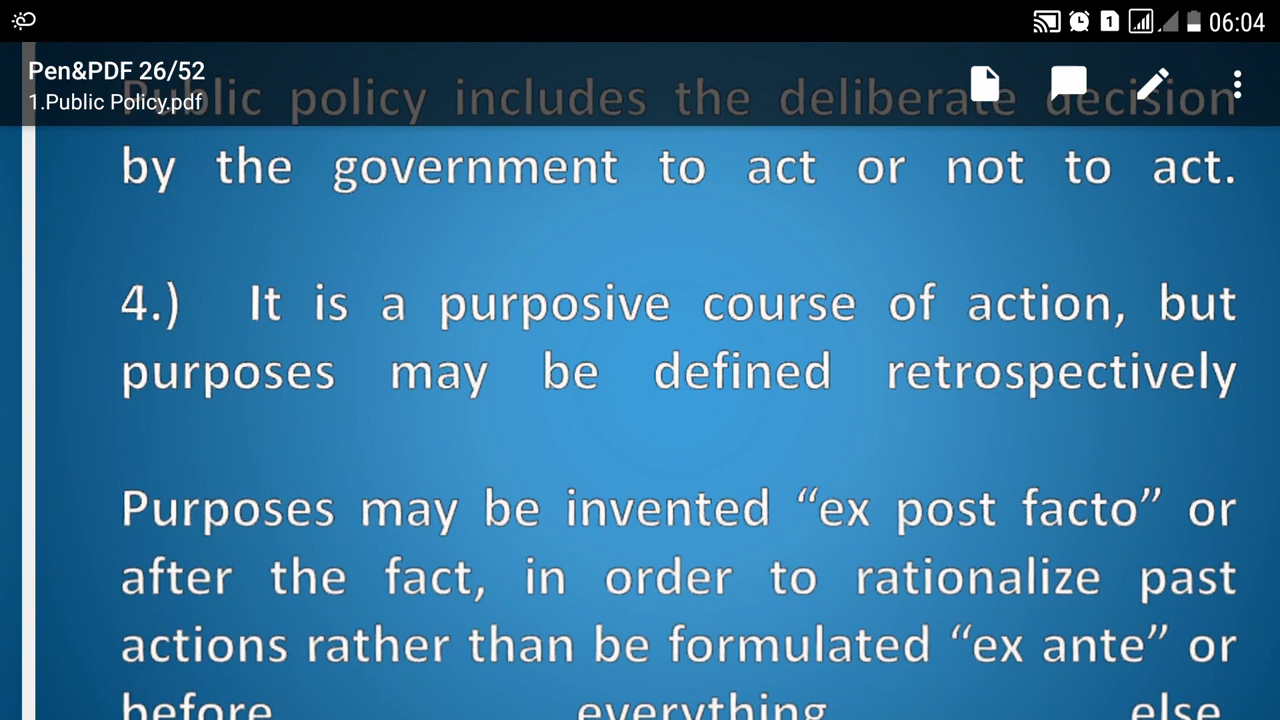 06:04
Pen&PDF 26/52
1.Public Policy.pdf
Public policy includes the deliberate decision
by the government to act or not to act.
4.) It is a purposive course of action, but
purposes may be defined retrospectively
Purposes may be invented “ex post facto” or
after the fact, in order to rationalize past
actions rather than be formulated “ex ante” or
before everything else